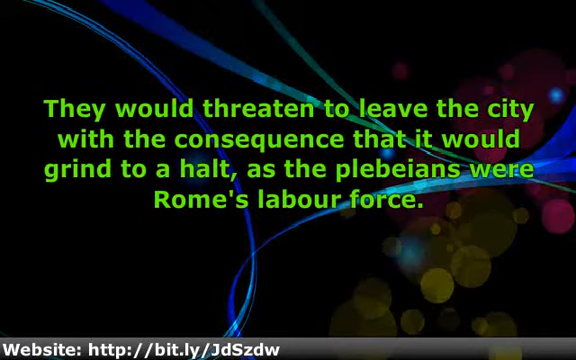 They would threaten to leave the city
with the consequence that it would
grind to a halt, as the plebeians were
Rome's labour force.
Website: http://bit.ly/JdSzdw